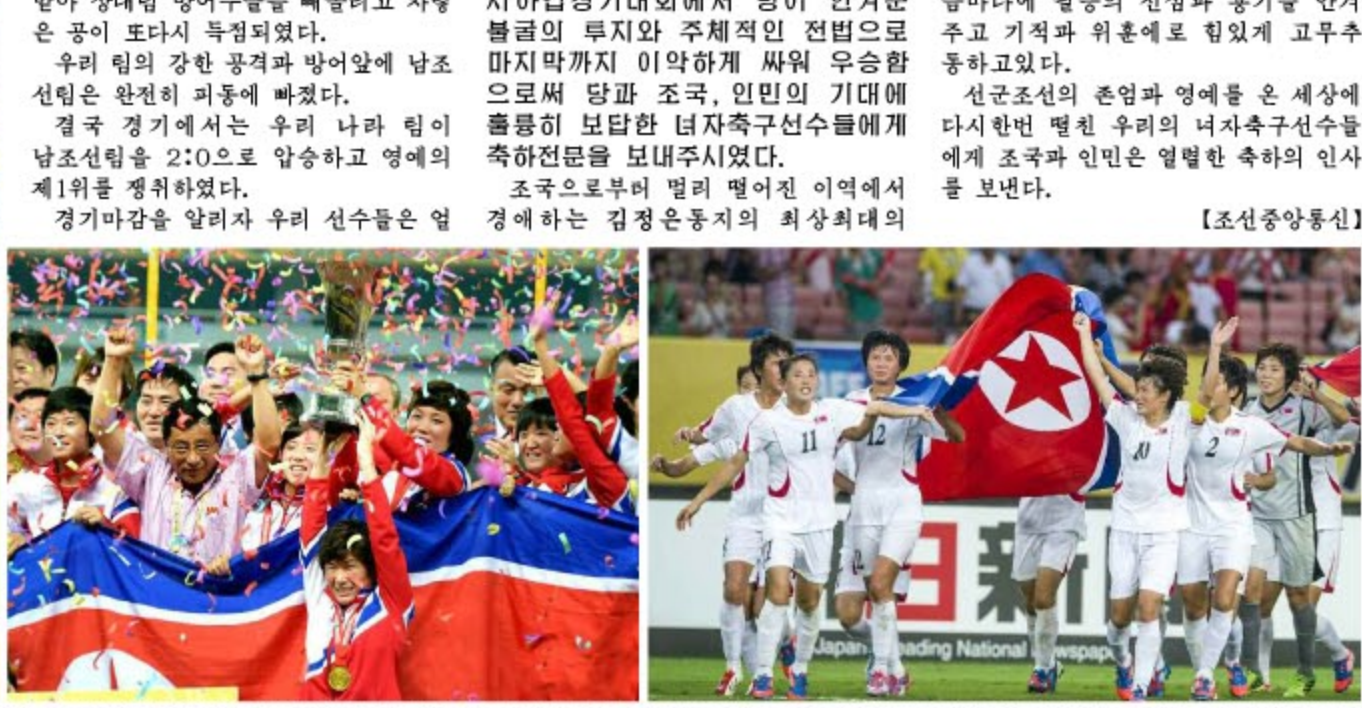 은 공이 또다시 득점되였다.
우리 팀의 강한 공격과 방어앞에 남조
선팀은 완전히 피동에 빠졌다.
결국 경기에서는 우리 나라 팀이
남조선팀을 2:0으로 압승하고 영예의
제1위를 쟁취하였다.
경기마감을 알리자 우리 선수들은 얼
불굴의 투지와 주체적인 전법으로
마지막까지 이악하게 싸워 우승함
으로써 당과 조국, 인민의 기대에
훌륭히 보답한 녀자축구선수들에게
축하전문을 보내주시였다.
조국으로부터 멀리 떨어진 이역에서
경애하는 김정은동지의 최상최대의
주고 기적과 위훈에로 힘있게 고무추
동하고있다.
선군조선의 존엄과 영예를 온 세상에
다시한번 떨친 우리의 녀자축구선수들
에게 조국과 인민은 열렬한 축하의 인사
를 보낸다.
【조선중앙통신】
11
12
10
2
日 新
Japan eading National ewspap